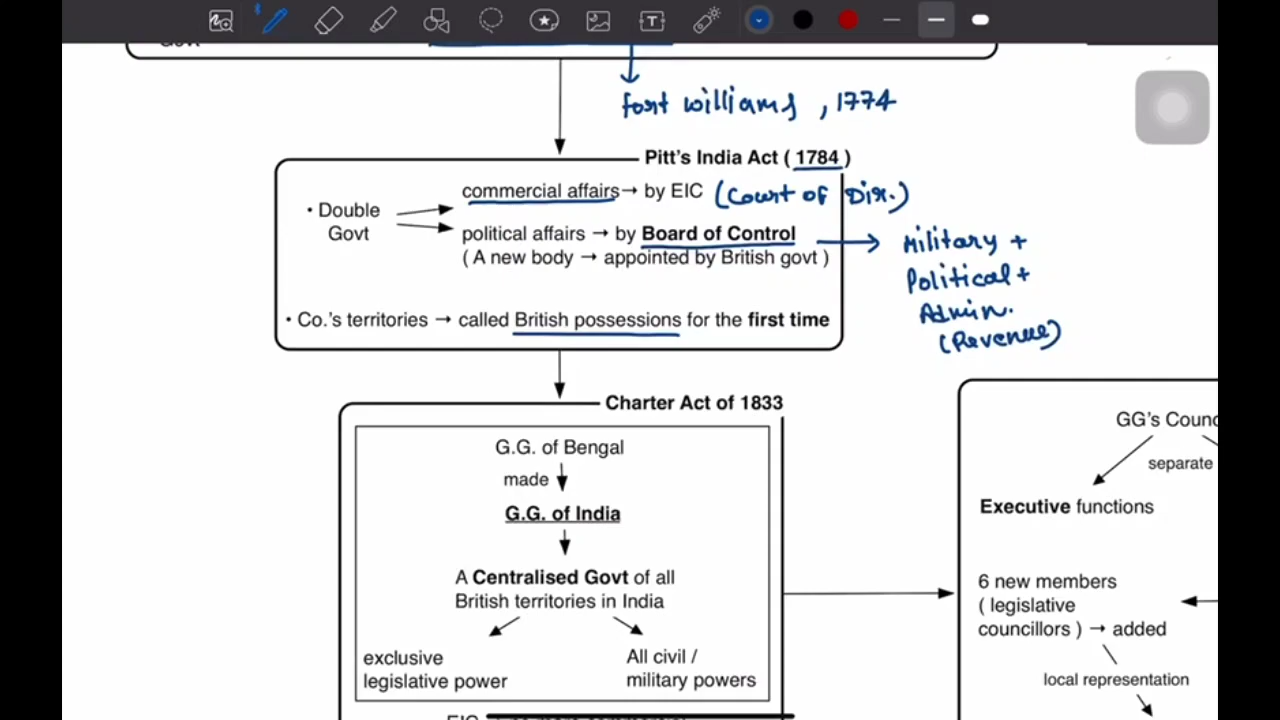 fort williams , 1774
Pitt's India Act ( 1784 )
commercial affairs → by EIC (Court of Dir.)
• Double
Govt
political affairs → by Board of Control → Military +
( A new body → appointed by British govt )
Political +
Admin.
(Revenue)
• Co.'s territories → called British possessions for the first time
Charter Act of 1833
G.G. of Bengal
made
G.G. of India
A Centralised Govt of all
British territories in India
exclusive
legislative power
All civil /
military powers
EIC
GG's Counc
separate
Executive functions
6 new members
( legislative
councillors ) → added
local representation